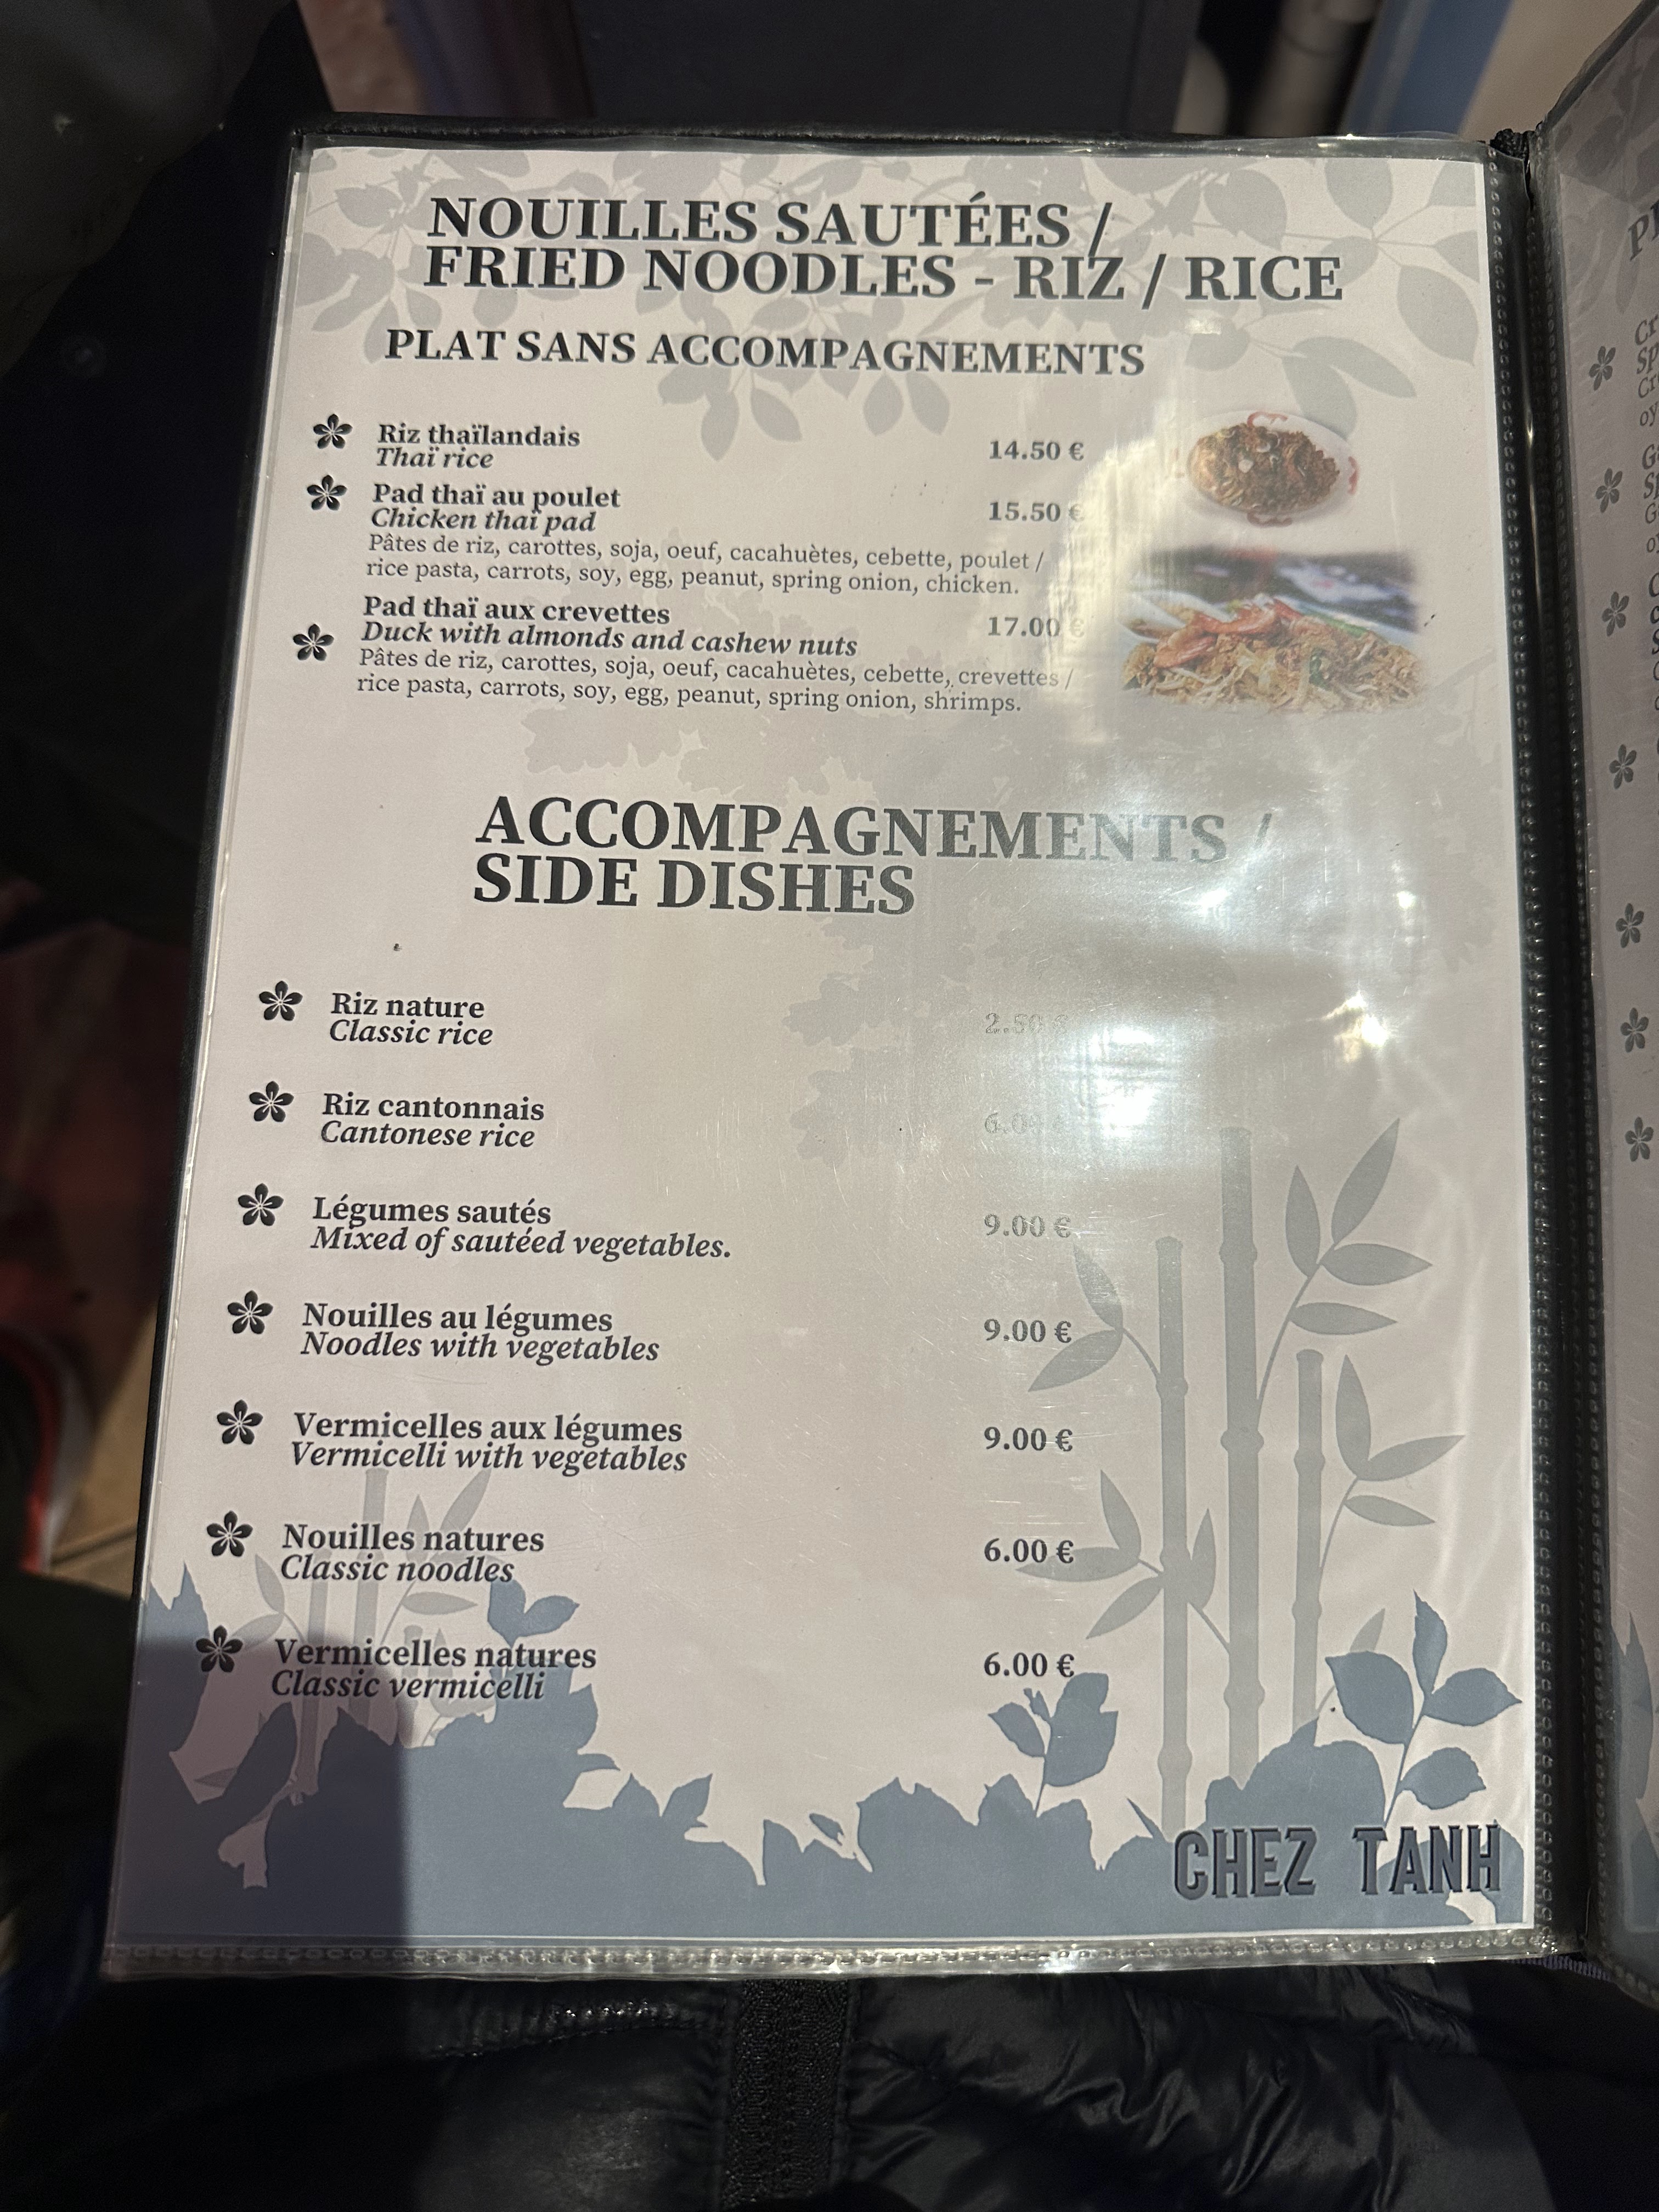 NOUILLES SAUTÉES /
FRIED NOODLES - RIZ / RICE
PLAT SANS ACCOMPAGNEMENTS
Riz thaïlandais
Thaï rice
14.50 €
Pad thaï au poulet
Chicken thaï pad
15.50 €
Pâtes de riz, carottes, soja, oeuf, cacahuètes, cebette, poulet /
rice pasta, carrots, soy, egg, peanut, spring onion, chicken.
Pad thaï aux crevettes
Duck with almonds and cashew nuts
17.00 €
Pâtes de riz, carottes, soja, oeuf, cacahuètes, cebette, crevettes /
rice pasta, carrots, soy, egg, peanut, spring onion, shrimps.
ACCOMPAGNEMENTS /
SIDE DISHES
Riz nature
Classic rice
2.50 €
Riz cantonnais
Cantonese rice
Légumes sautés
Mixed of sautéed vegetables.
9.00 €
Nouilles au légumes
Noodles with vegetables
9.00 €
Vermicelles aux légumes
Vermicelli with vegetables
9.00 €
Nouilles natures
Classic noodles
6.00 €
Vermicelles natures
Classic vermicelli
6.00 €
CHEZ TANH